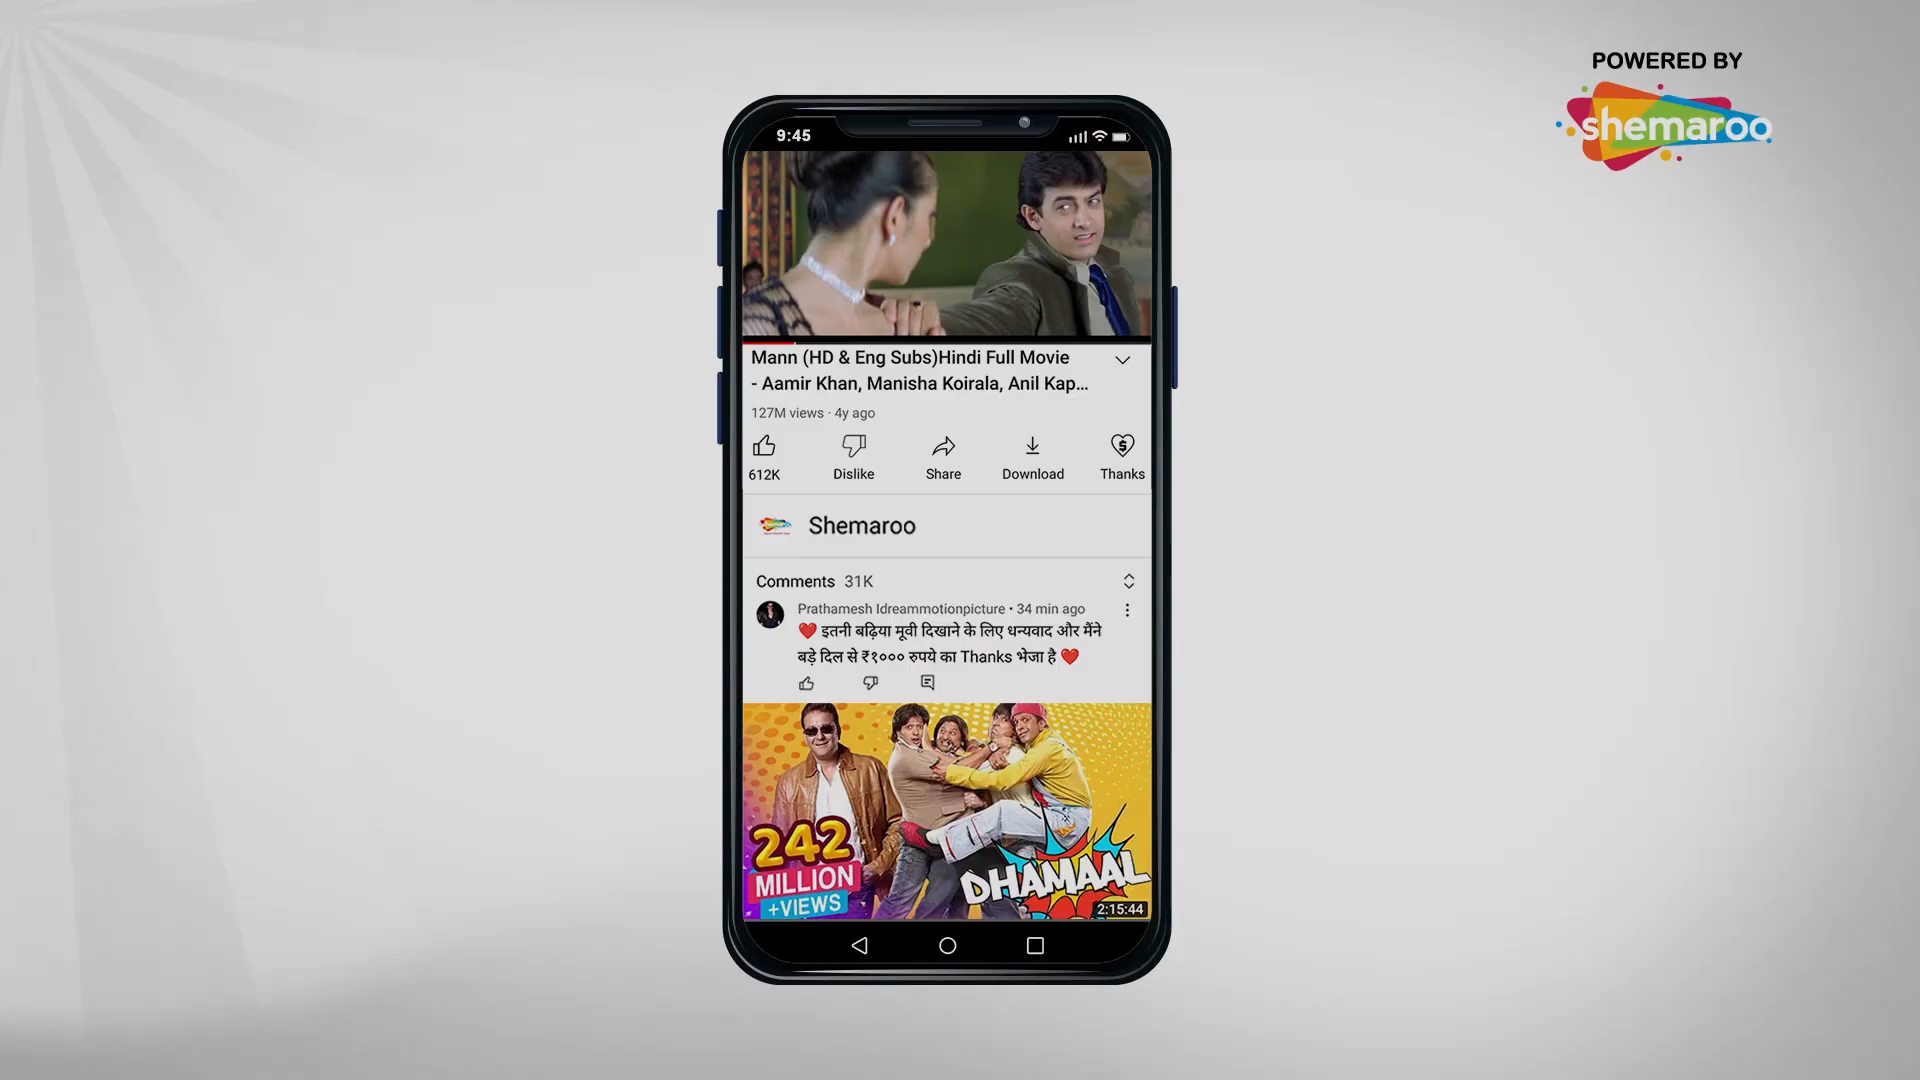 POWERED BY
shemaroo
9:45
Mann (HD & Eng Subs)Hindi Full Movie
- Aamir Khan, Manisha Koirala, Anil Kap...
127M views · 4y ago
612K Dislike Share Download Thanks
Shemaroo
Comments 31K
Prathamesh Idreammotionpicture • 34 min ago
❤️ इतनी बढ़िया मूवी दिखाने के लिए धन्यवाद और मैंने
बड़े दिल से ₹१००० रुपये का Thanks भेजा है ❤️
242
MILLION
+VIEWS
DHAMAAL
2:15:44